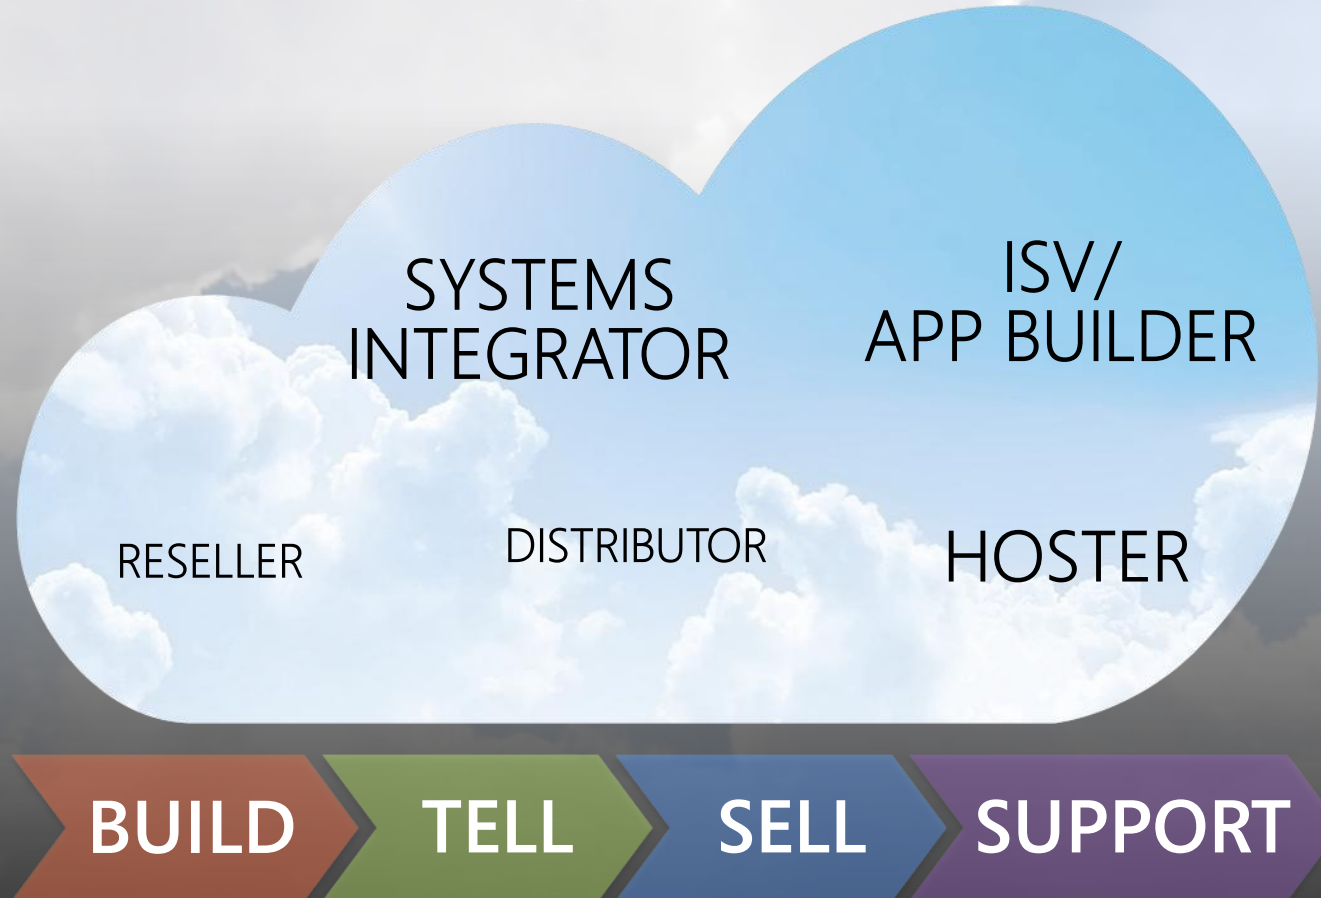 SYSTEMS
INTEGRATOR
ISV/
APP BUILDER
RESELLER
DISTRIBUTOR
HOSTER
BUILD
TELL
SELL
SUPPORT